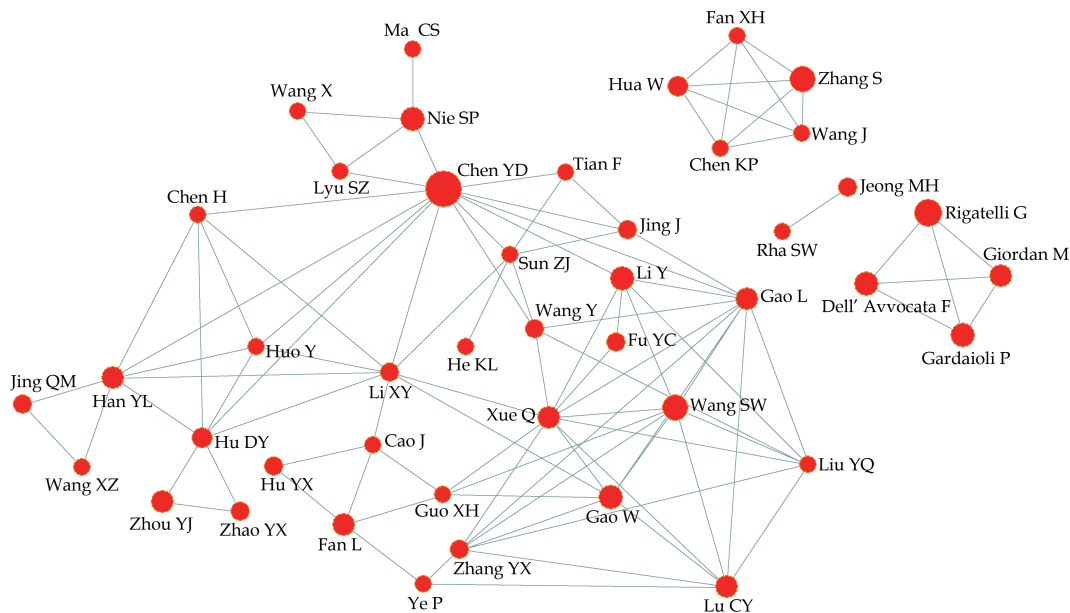 Fan XH
Ma CS
Zhang S
Hua W
Wang X
Nie SP
Wang J
Chen KP
Tian F
Chen YD
Lyu SZ
Jeong MH
Chen H
Rigatelli G
Jing J
Rha SW
Giordan M
Sun ZJ
Li Y
Gao L
Dell’ Avvocata F
Wang Y
Fu YC
Huo Y
Gardaioli P
He KL
Jing QM
Li XY
Han YL
Wang SW
Xue Q
Hu DY
Cao J
Liu YQ
Wang XZ
Hu YX
Guo XH
Gao W
Zhou YJ
Zhao YX
Fan L
Zhang YX
Ye P
Lu CY